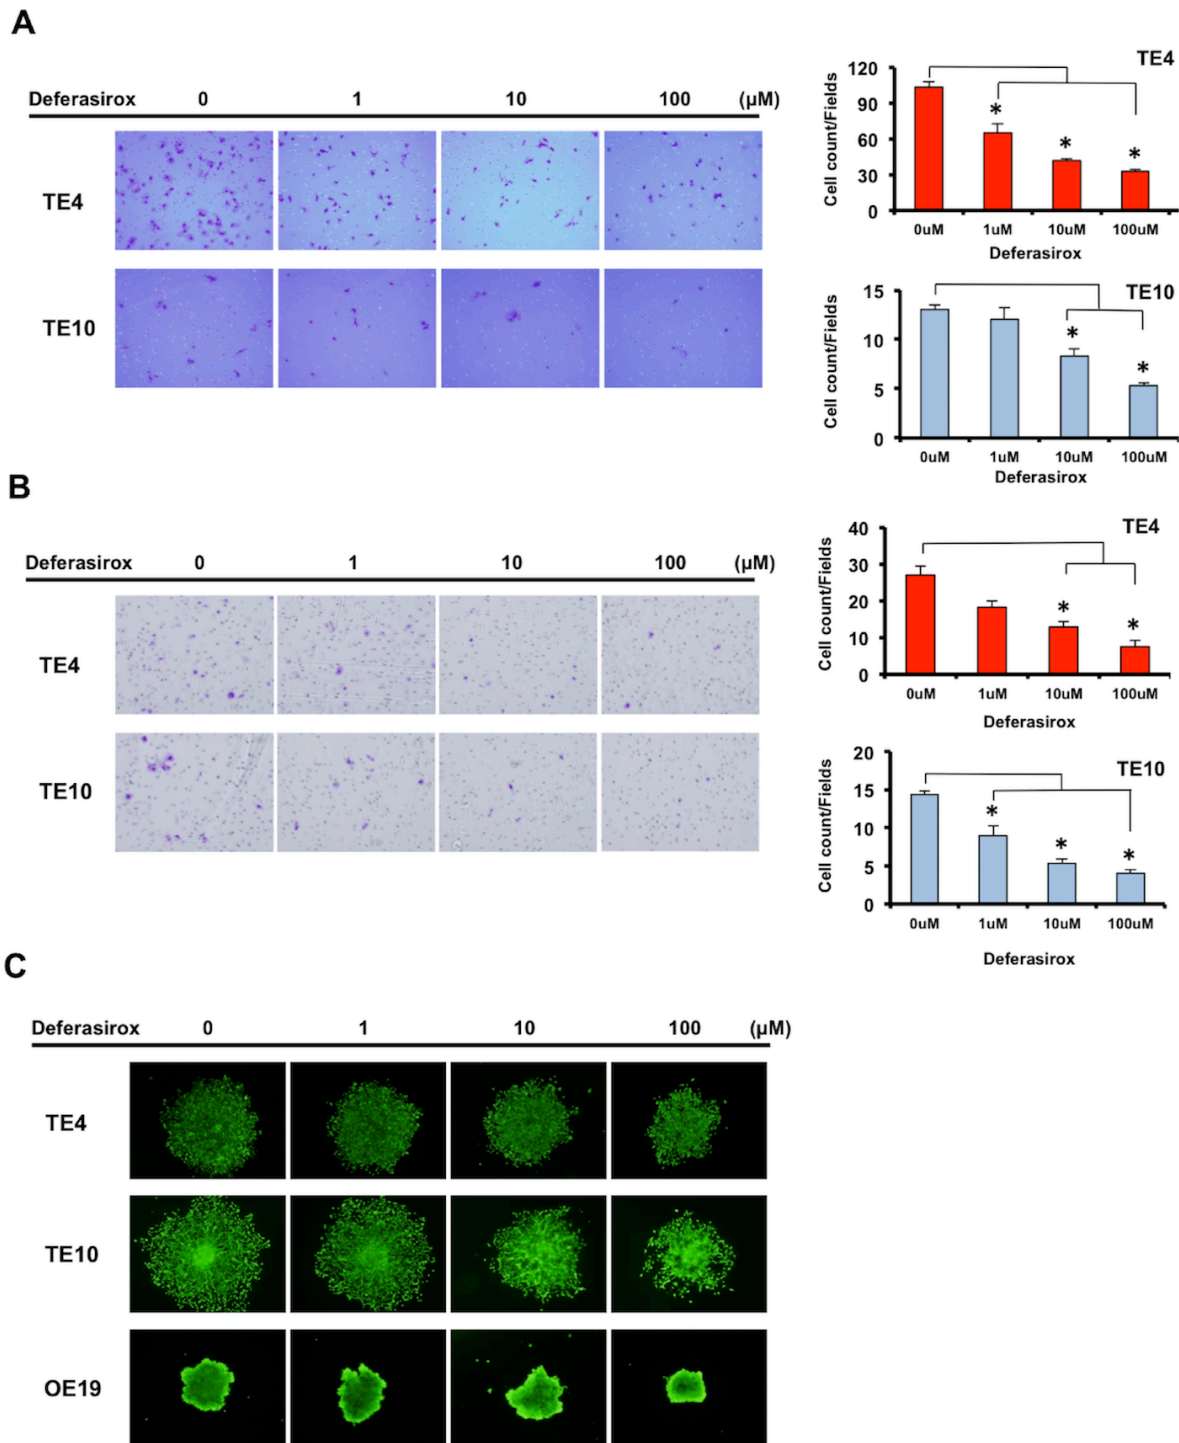 A
Deferasirox 0 1 10 100 (µM)
TE4
TE10
TE4
Cell count/Fields
120
90
60
30
0
* * *
0uM 1uM 10uM 100uM
Deferasirox
TE10
Cell count/Fields
15
10
5
0
* *
0uM 1uM 10uM 100uM
Deferasirox
B
Deferasirox 0 1 10 100 (µM)
TE4
TE10
TE4
Cell count/Fields
40
30
20
10
0
* *
0uM 1uM 10uM 100uM
Deferasirox
TE10
Cell count/Fields
20
15
10
5
0
* * *
0uM 1uM 10uM 100uM
Deferasirox
C
Deferasirox 0 1 10 100 (µM)
TE4
TE10
OE19